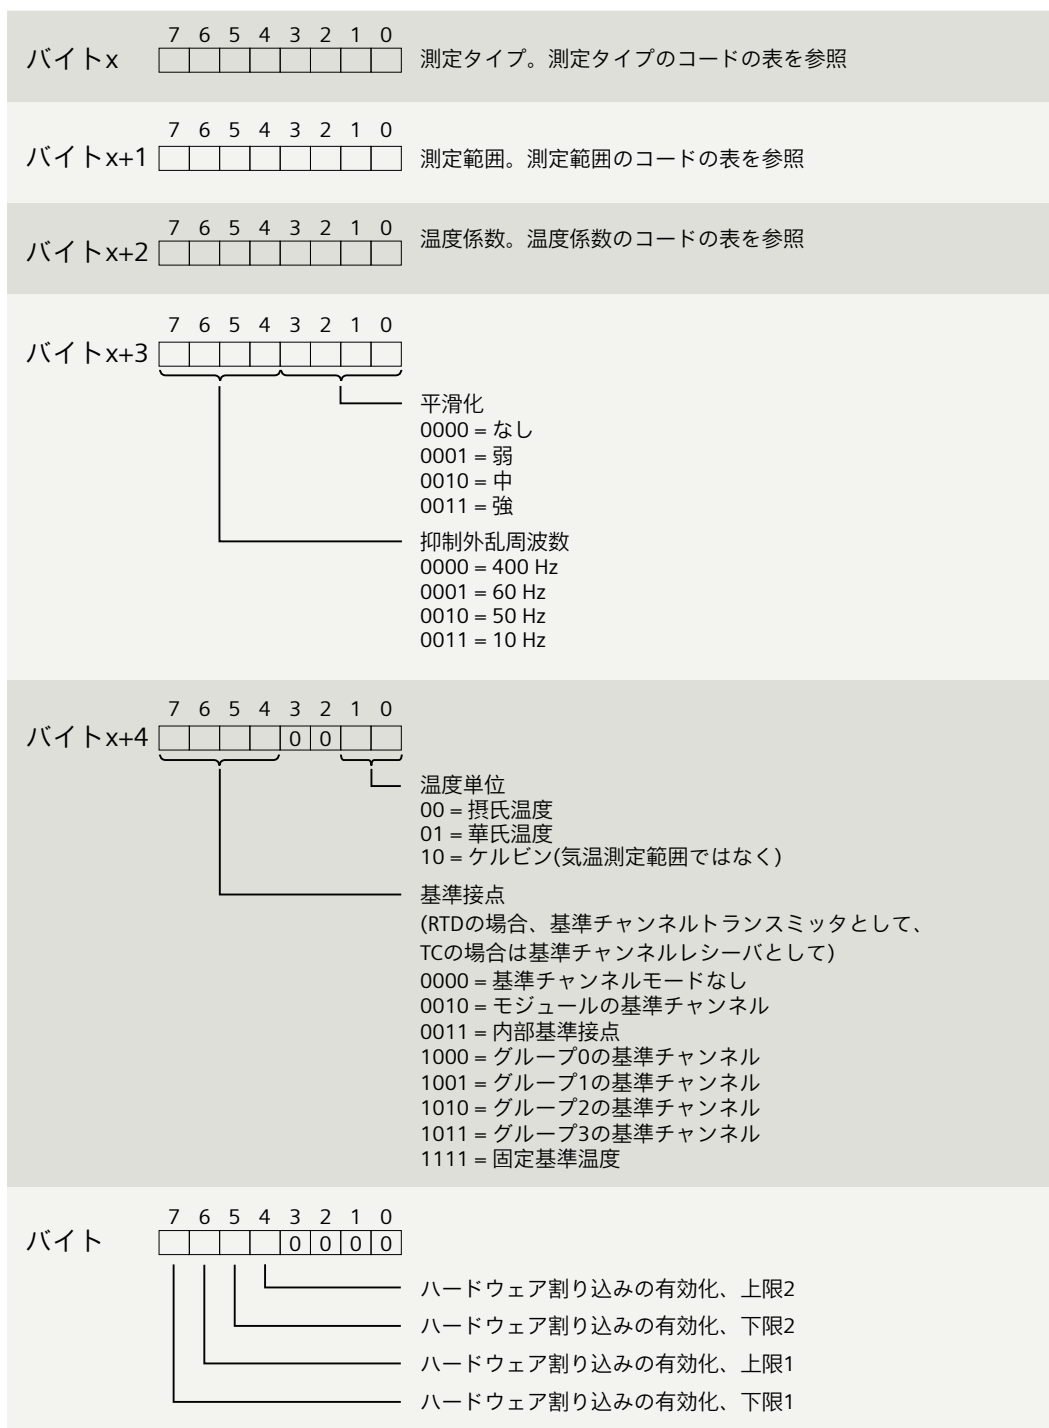 7 6 5 4 3 2 1 0
バイトx 測定タイプ。測定タイプのコードの表を参照
7 6 5 4 3 2 1 0
バイトx+1 測定範囲。測定範囲のコードの表を参照
7 6 5 4 3 2 1 0
バイトx+2 温度係数。温度係数のコードの表を参照
7 6 5 4 3 2 1 0
バイトx+3
平滑化
0000 = なし
0001 = 弱
0010 = 中
0011 = 強
抑制外乱周波数
0000 = 400 Hz
0001 = 60 Hz
0010 = 50 Hz
0011 = 10 Hz
7 6 5 4 3 2 1 0
バイトx+4 0 0
温度単位
00 = 摂氏温度
01 = 華氏温度
10 = ケルビン(気温測定範囲ではなく)
基準接点
(RTDの場合、基準チャンネルトランスミッタとして、
TCの場合は基準チャンネルレシーバとして)
0000 = 基準チャンネルモードなし
0010 = モジュールの基準チャンネル
0011 = 内部基準接点
1000 = グループ0の基準チャンネル
1001 = グループ1の基準チャンネル
1010 = グループ2の基準チャンネル
1011 = グループ3の基準チャンネル
1111 = 固定基準温度
7 6 5 4 3 2 1 0
バイト 0 0 0 0
ハードウェア割り込みの有効化、上限2
ハードウェア割り込みの有効化、下限2
ハードウェア割り込みの有効化、上限1
ハードウェア割り込みの有効化、下限1